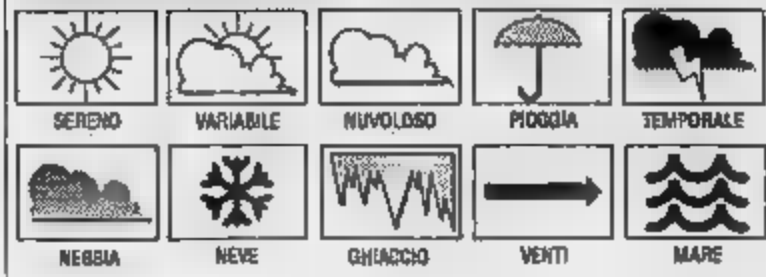 SERENO VARIABILE NUVOLOSO PIOGGIA TEMPORALE
NEBBIA NEVE GHIACCIO VENTI MARE